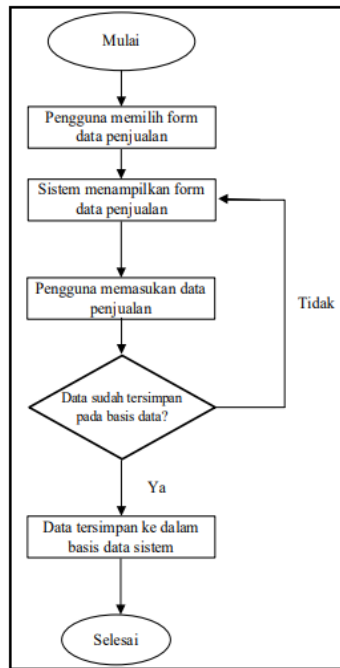 Mulai
Pengguna memilih form
data penjualan
Sistem menampilkan form
data penjualan
Pengguna memasukan data
penjualan
Tidak
Data sudah tersimpan
pada basis data?
Ya
Data tersimpan ke dalam
basis data sistem
Selesai